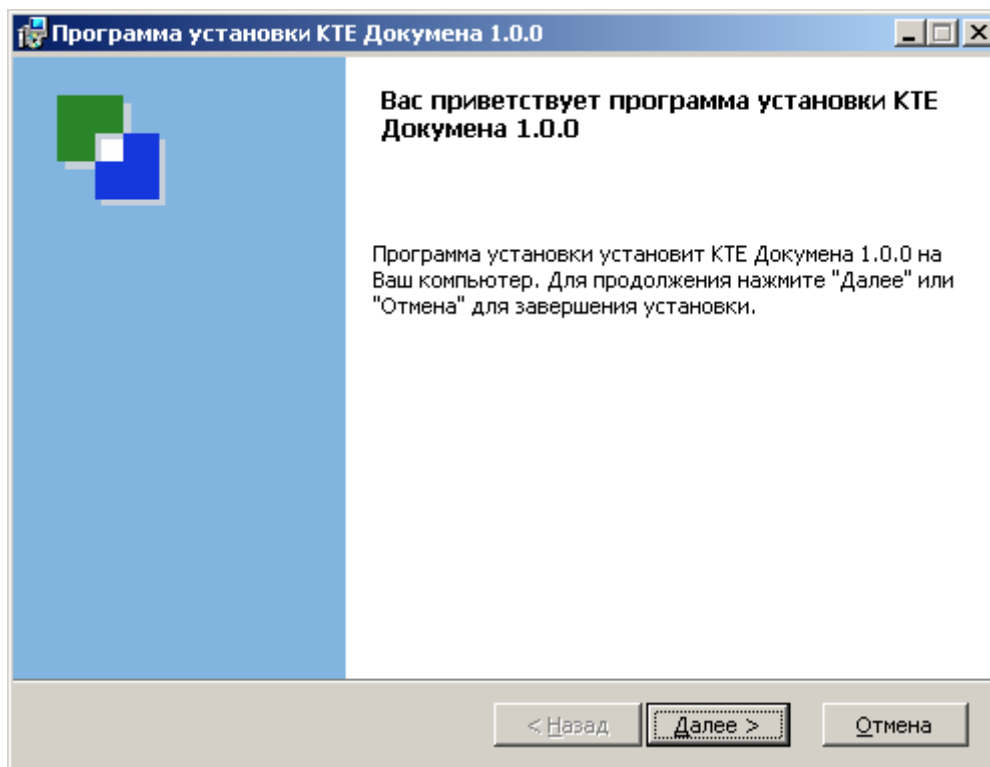 Программа установки КТЕ Докумена 1.0.0
Вас приветствует программа установки КТЕ
Докумена 1.0.0
Программа установки установит КТЕ Докумена 1.0.0 на
Ваш компьютер. Для продолжения нажмите "Далее" или
"Отмена" для завершения установки.
< Назад
Далее >
Отмена